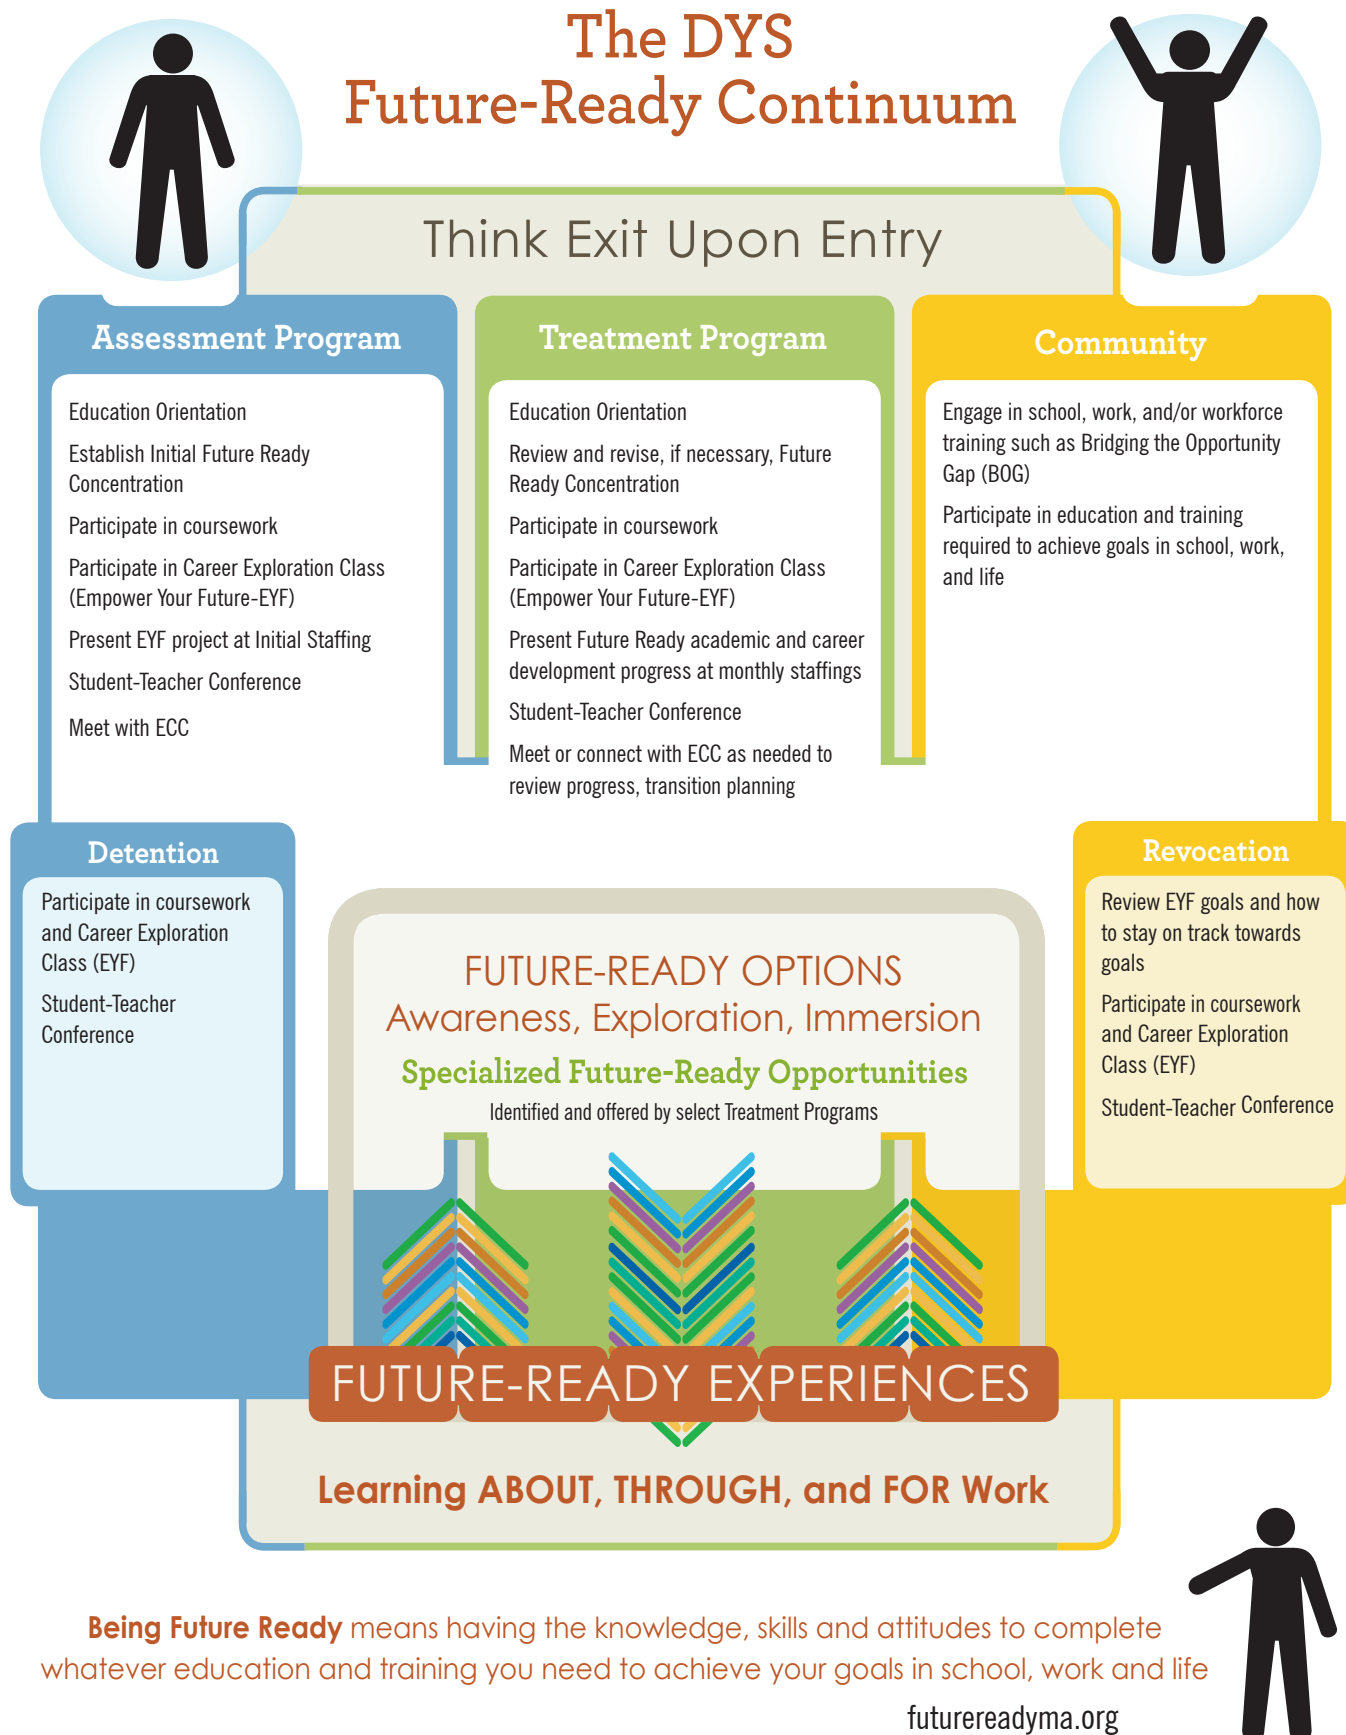 The DYS
Future-Ready Continuum
Think Exit Upon Entry
Assessment Program
Education Orientation
Establish Initial Future Ready
Concentration
Participate in coursework
Participate in Career Exploration Class
(Empower Your Future-EYF)
Present EYF project at Initial Staffing
Student-Teacher Conference
Meet with ECC
Treatment Program
Education Orientation
Review and revise, if necessary, Future
Ready Concentration
Participate in coursework
Participate in Career Exploration Class
(Empower Your Future-EYF)
Present Future Ready academic and career
development progress at monthly staffings
Student-Teacher Conference
Meet or connect with ECC as needed to
review progress, transition planning
Community
Engage in school, work, and/or workforce
training such as Bridging the Opportunity
Gap (BOG)
Participate in education and training
required to achieve goals in school, work,
and life
Detention
Participate in coursework
and Career Exploration
Class (EYF)
Student-Teacher
Conference
Revocation
Review EYF goals and how
to stay on track towards
goals
Participate in coursework
and Career Exploration
Class (EYF)
Student-Teacher Conference
FUTURE-READY OPTIONS
Awareness, Exploration, Immersion
Specialized Future-Ready Opportunities
Identified and offered by select Treatment Programs
FUTURE-READY EXPERIENCES
Learning ABOUT, THROUGH, and FOR Work
Being Future Ready means having the knowledge, skills and attitudes to complete
whatever education and training you need to achieve your goals in school, work and life
futurereadyma.org